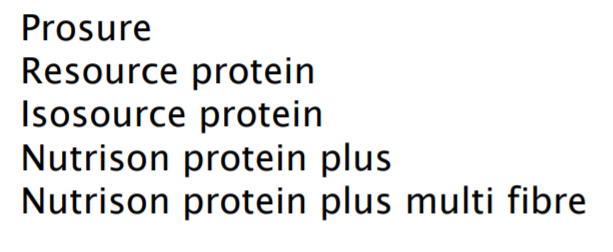 Prosure
Resource protein
Isosource protein
Nutrison protein plus
Nutrison protein plus multi fibre